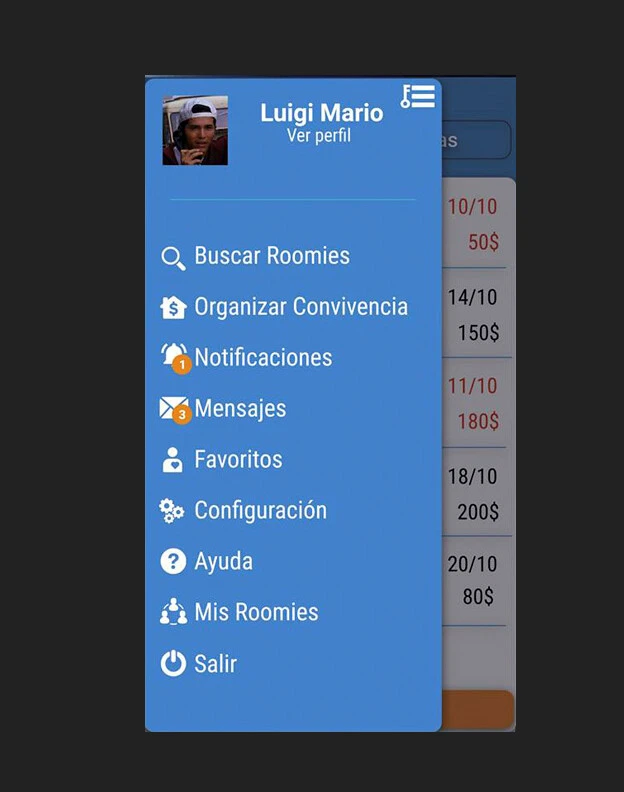 Luigi Mario
Ver perfil
as
Buscar Roomies
Organizar Convivencia
Notificaciones
1
Mensajes
3
Favoritos
Configuración
Ayuda
Mis Roomies
Salir
10/10
50$
14/10
150$
11/10
180$
18/10
200$
20/10
80$